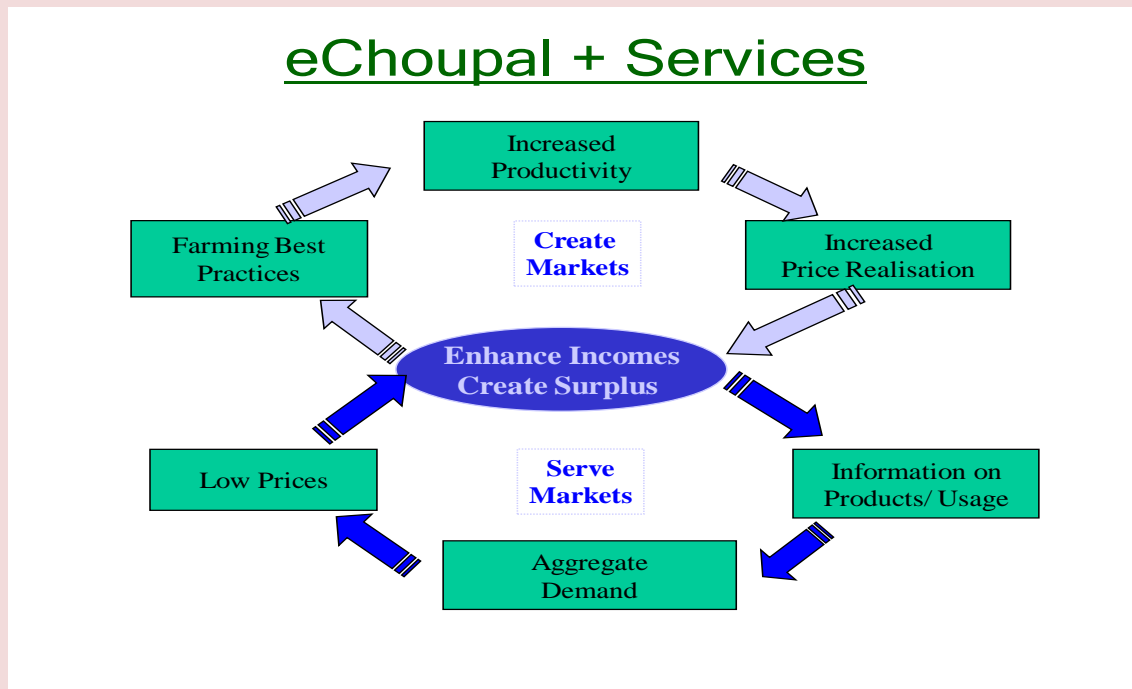 eChoupal + Services
Increased
Productivity
Farming Best
Practices
Create
Markets
Increased
Price Realisation
Enhance Incomes
Create Surplus
Low Prices
Serve
Markets
Information on
Products/ Usage
Aggregate
Demand